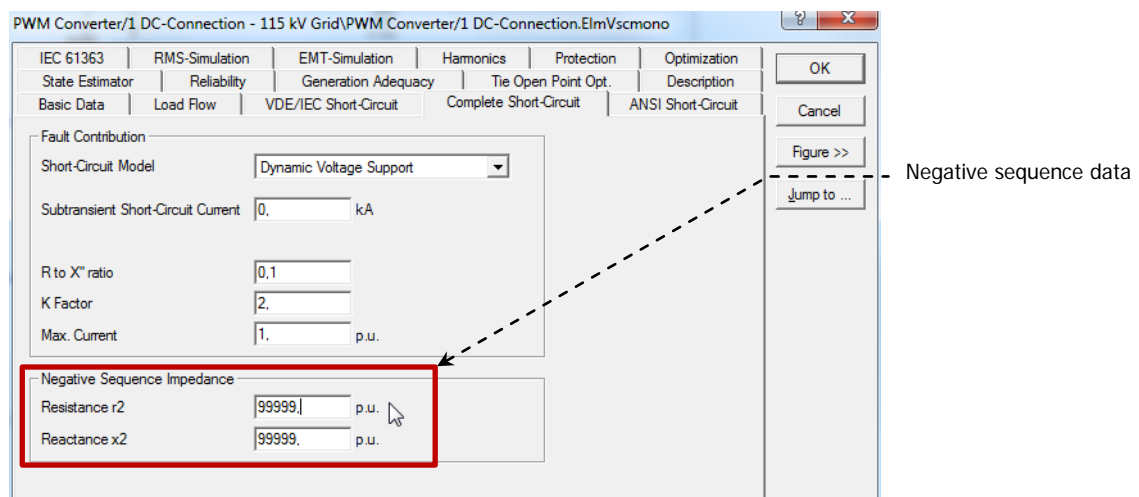 PWM Converter/1 DC-Connection - 115 kV Grid\PWM Converter/1 DC-Connection.ElmVscmono
? X
IEC 61363 RMS-Simulation EMT-Simulation Harmonics Protection Optimization
State Estimator Reliability Generation Adequacy Tie Open Point Opt. Description
Basic Data Load Flow VDE/IEC Short-Circuit Complete Short-Circuit ANSI Short-Circuit
OK
Cancel
Figure >>
Jump to ...
Fault Contribution
Short-Circuit Model Dynamic Voltage Support
Subtransient Short-Circuit Current 0, kA
R to X'' ratio 0,1
K Factor 2,
Max. Current 1, p.u.
Negative Sequence Impedance
Resistance r2 99999, p.u.
Reactance x2 99999, p.u.
Negative sequence data